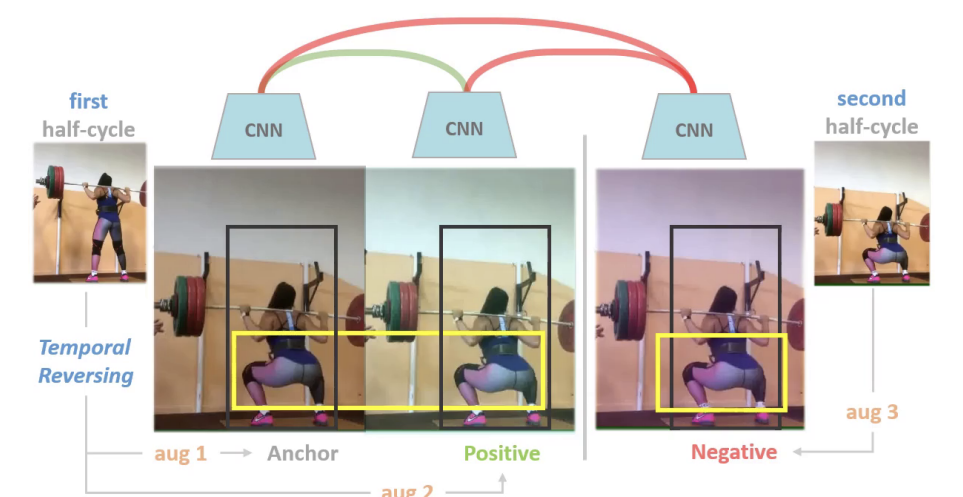 first
half-cycle
CNN
CNN
CNN
second
half-cycle
Temporal
Reversing
aug 1
Anchor
Positive
Negative
aug 3
aug 2